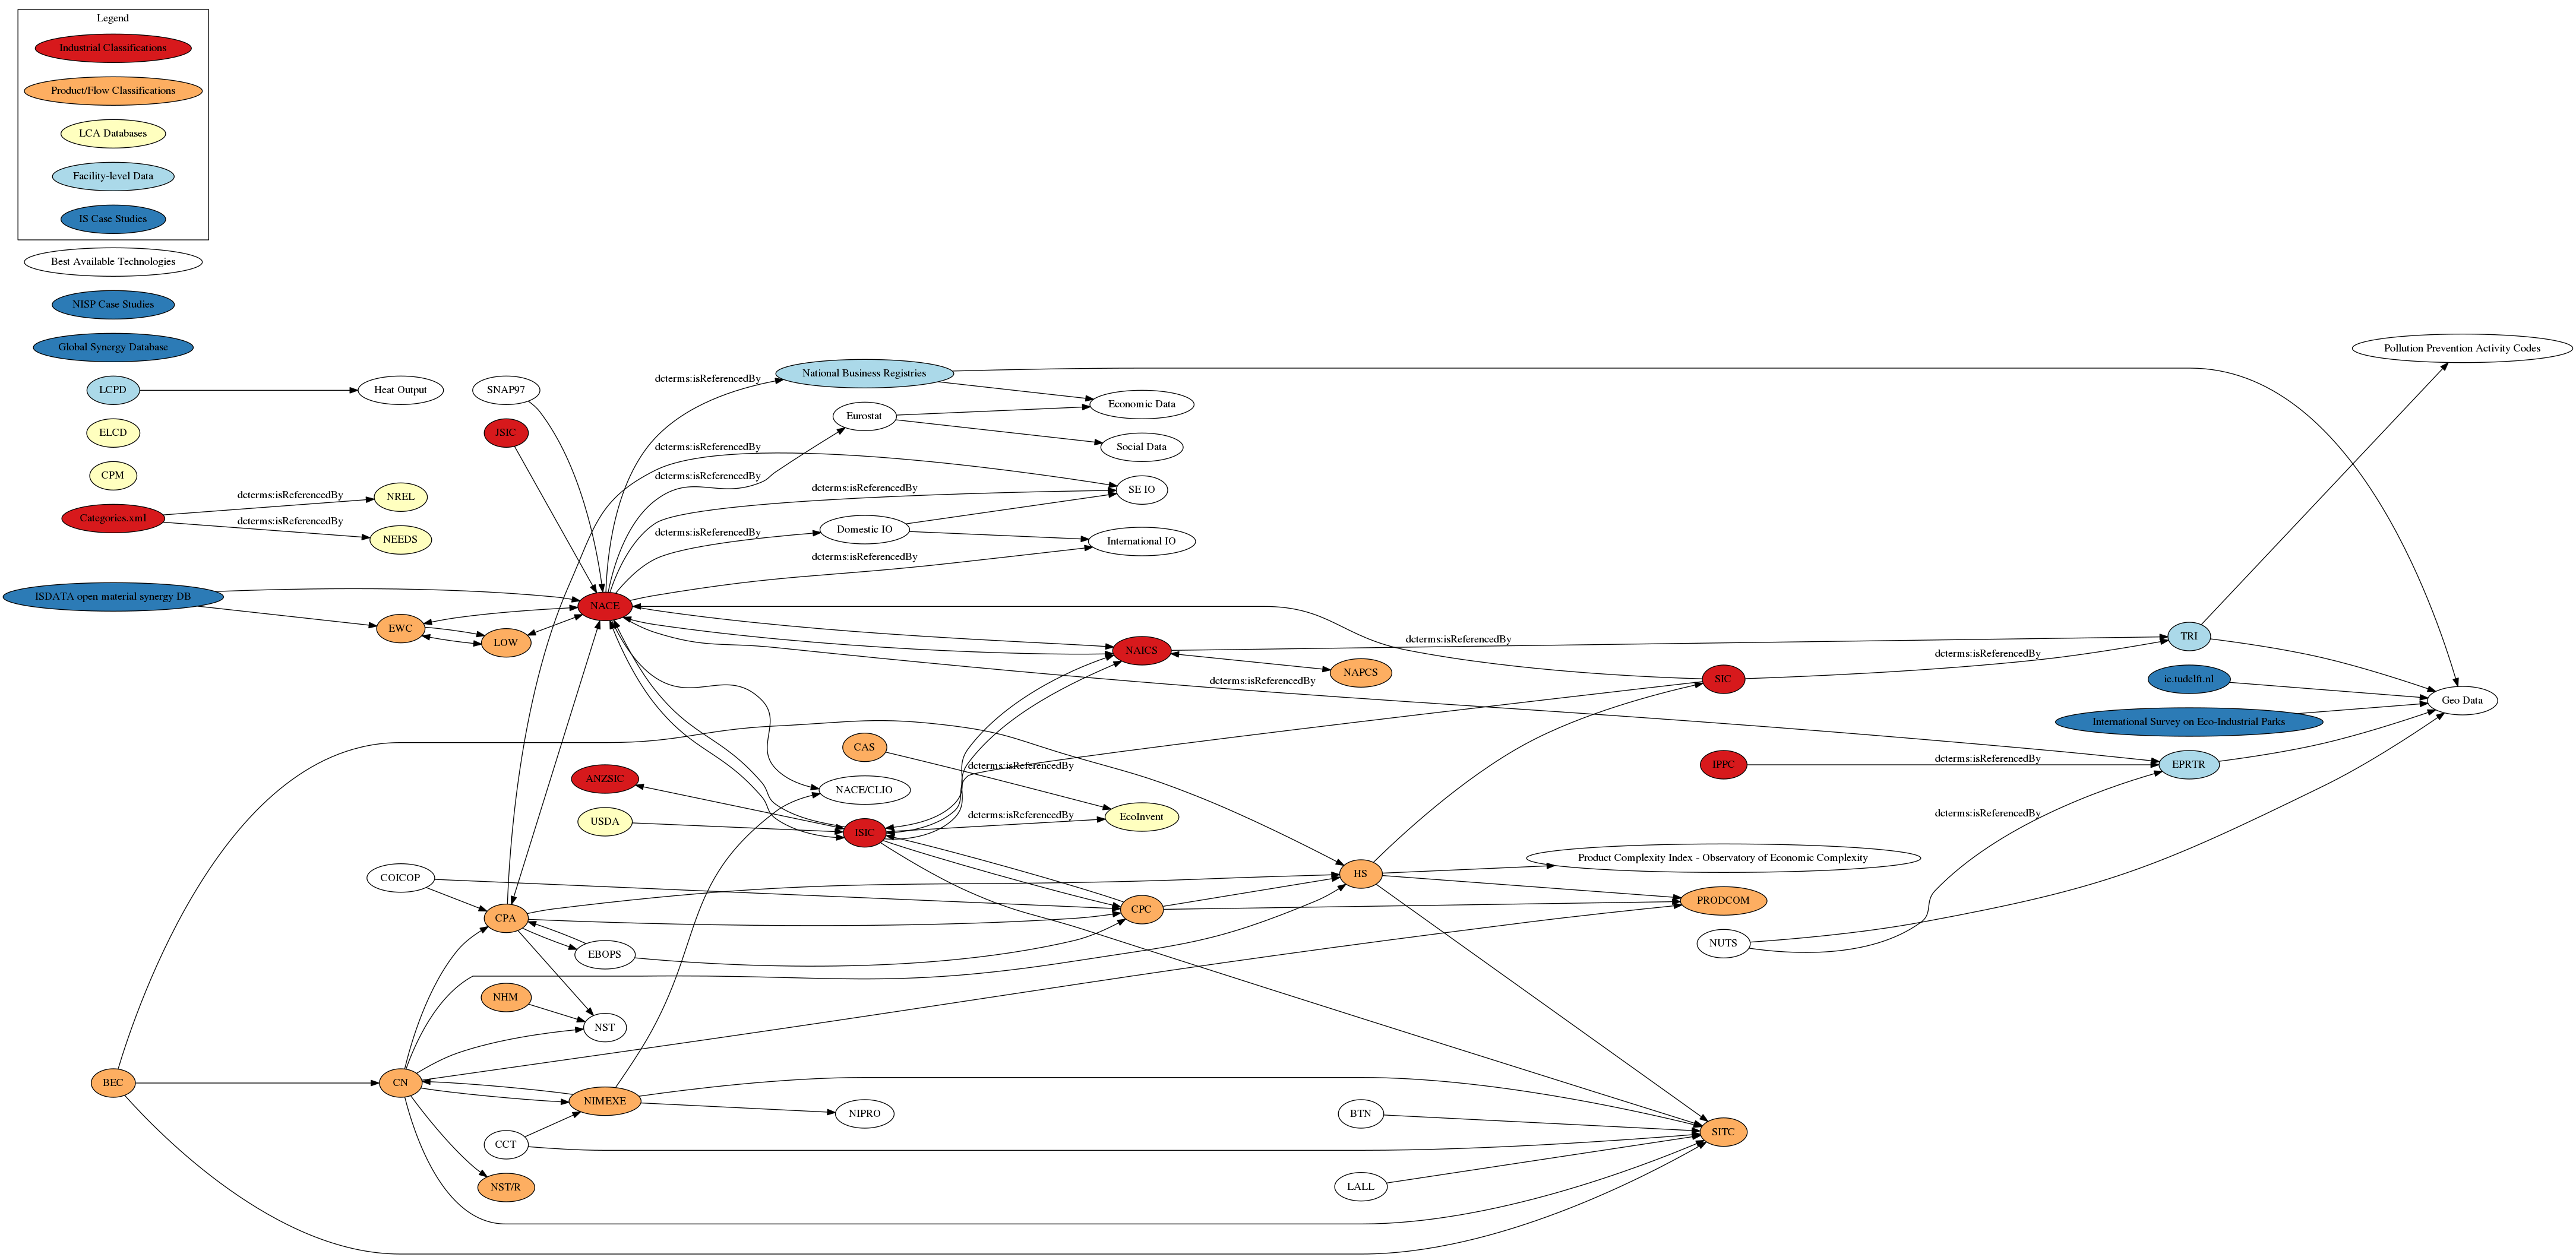 Legend
Industrial Classifications
Product/Flow Classifications
LCA Databases
Facility-level Data
IS Case Studies
Best Available Technologies
NISP Case Studies
Global Synergy Database
LCPD
Heat Output
ELCD
CPM
Categories.xml
dcterms:isReferencedBy
dcterms:isReferencedBy
NREL
NEEDS
ISDATA open material synergy DB
EWC
LOW
SNAP97
JSIC
NACE
dcterms:isReferencedBy
dcterms:isReferencedBy
dcterms:isReferencedBy
dcterms:isReferencedBy
dcterms:isReferencedBy
dcterms:isReferencedBy
National Business Registries
Eurostat
Domestic IO
Economic Data
Social Data
SE IO
International IO
NAICS
NAPCS
dcterms:isReferencedBy
dcterms:isReferencedBy
dcterms:isReferencedBy
SIC
TRI
Pollution Prevention Activity Codes
ie.tudelft.nl
International Survey on Eco-Industrial Parks
Geo Data
IPPC
dcterms:isReferencedBy
EPRTR
dcterms:isReferencedBy
CAS
dcterms:isReferencedBy
ANZSIC
NACE/CLIO
USDA
ISIC
dcterms:isReferencedBy
EcoInvent
COICOP
CPA
EBOPS
CPC
HS
Product Complexity Index - Observatory of Economic Complexity
PRODCOM
NUTS
NHM
NST
BEC
CN
NIMEXE
NIPRO
CCT
NST/R
BTN
LALL
SITC